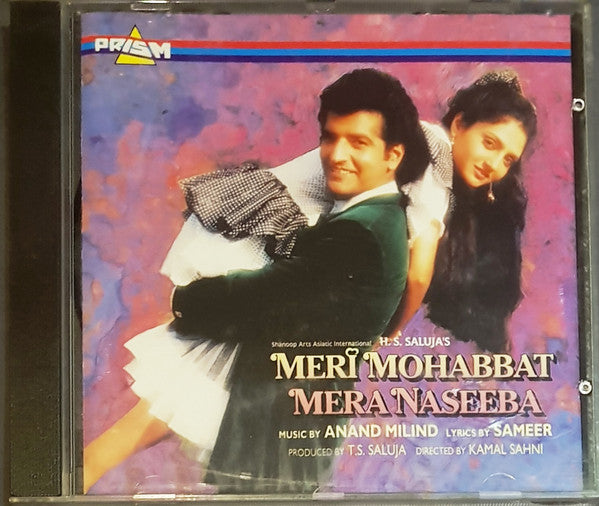 PRISM
Shanoop Arts Asiatic International H. S. SALUJA'S
MERI MOHABBAT
MERA NASEEBA
MUSIC BY ANAND MILIND LYRICS BY SAMEER
PRODUCED BY T.S. SALUJA DIRECTED BY KAMAL SAHNI